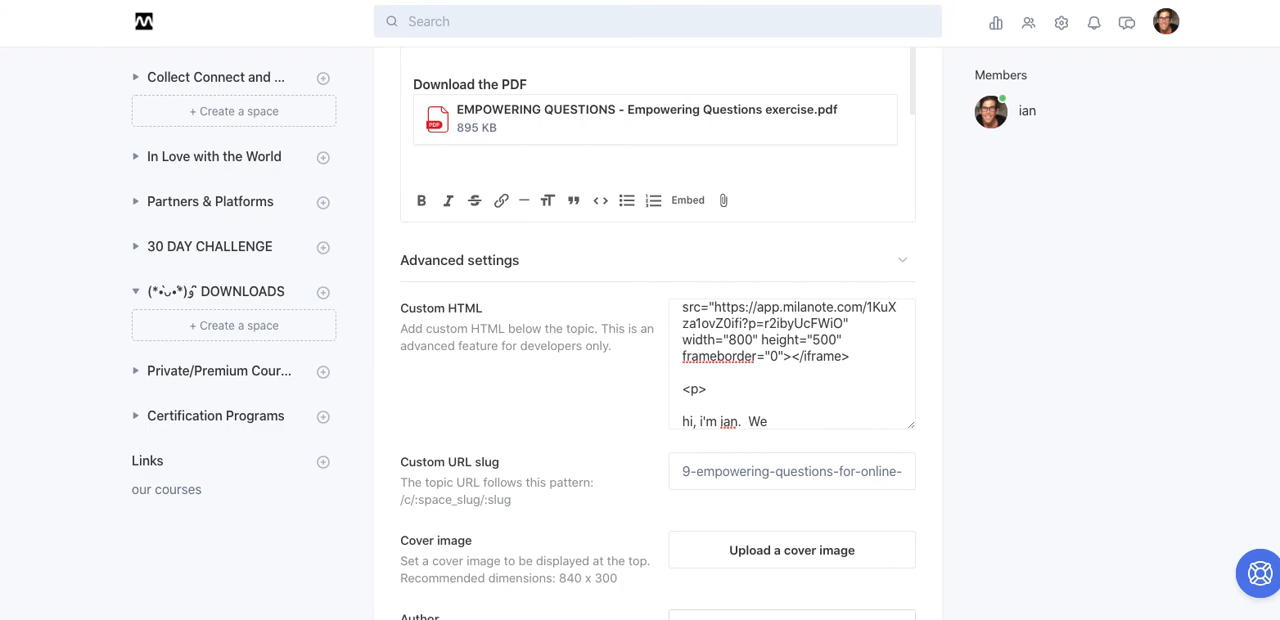 Search
Collect Connect and ...
+ Create a space
In Love with the World
Partners & Platforms
30 DAY CHALLENGE
(*•̀ᴗ•́*)و ̑̑ DOWNLOADS
+ Create a space
Private/Premium Cour...
Certification Programs
Links
our courses
Download the PDF
EMPOWERING QUESTIONS - Empowering Questions exercise.pdf
PDF
895 KB
Embed
Advanced settings
Custom HTML
Add custom HTML below the topic. This is an
advanced feature for developers only.
src="https://app.milanote.com/1KuX
za1ovZ0ifi?p=r2ibyUcFWiO"
width="800" height="500"
frameborder="0"></iframe>
<p>
hi, i'm ian.  We
Custom URL slug
The topic URL follows this pattern:
/c/:space_slug/:slug
9-empowering-questions-for-online-
Cover image
Set a cover image to be displayed at the top.
Recommended dimensions: 840 x 300
Upload a cover image
Author
Members
ian